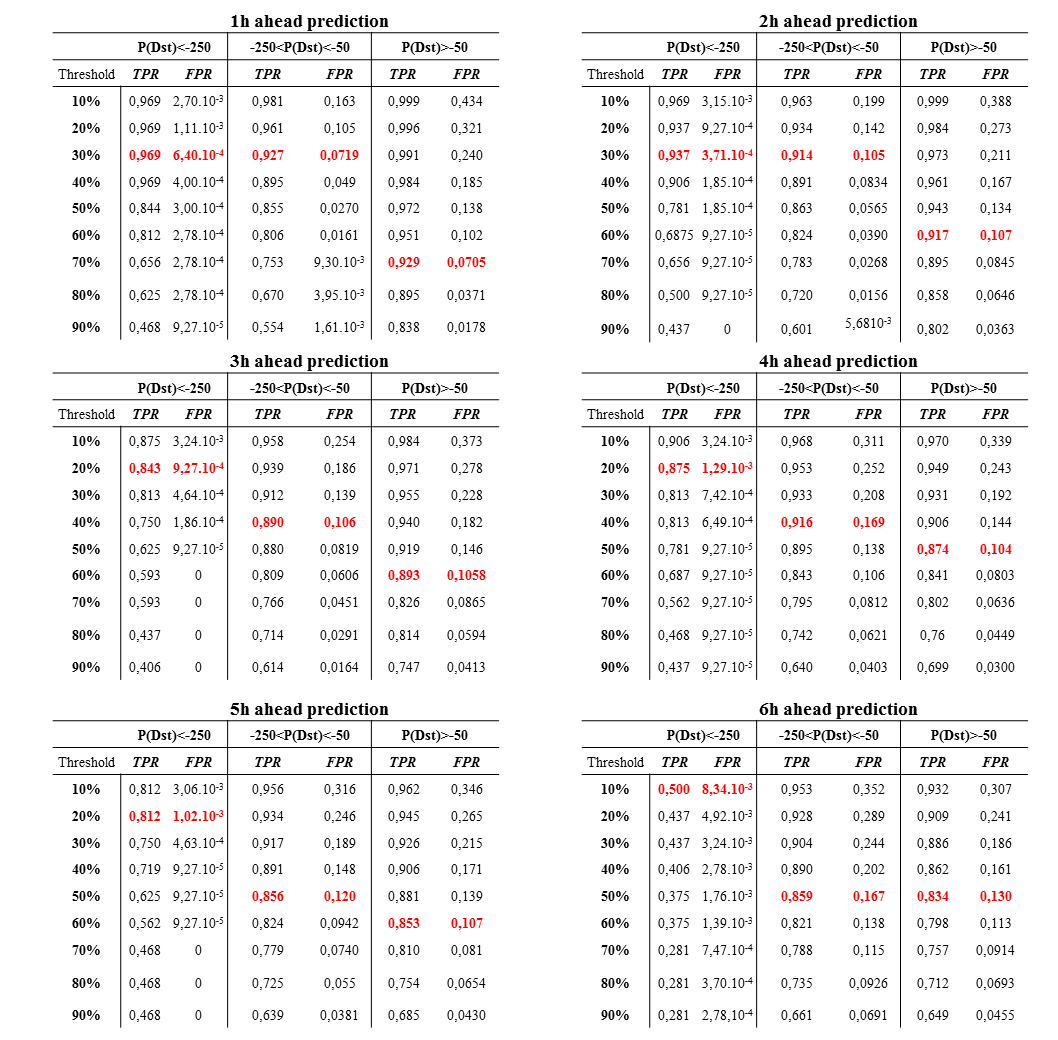 1h ahead prediction
P(Dst)<-250 -250<P(Dst)<-50 P(Dst)>-50
Threshold TPR FPR TPR FPR TPR FPR
10% 0,969 2,70.10-3 0,981 0,163 0,999 0,434
20% 0,969 1,11.10-3 0,961 0,105 0,996 0,321
30% 0,969 6,40.10-4 0,927 0,0719 0,991 0,240
40% 0,969 4,00.10-4 0,895 0,049 0,984 0,185
50% 0,844 3,00.10-4 0,855 0,0270 0,972 0,138
60% 0,812 2,78.10-4 0,806 0,0161 0,951 0,102
70% 0,656 2,78.10-4 0,753 9,30.10-3 0,929 0,0705
80% 0,625 2,78.10-4 0,670 3,95.10-3 0,895 0,0371
90% 0,468 9,27.10-5 0,554 1,61.10-3 0,838 0,0178
2h ahead prediction
P(Dst)<-250 -250<P(Dst)<-50 P(Dst)>-50
Threshold TPR FPR TPR FPR TPR FPR
10% 0,969 3,15.10-3 0,963 0,199 0,999 0,388
20% 0,937 9,27.10-4 0,934 0,142 0,984 0,273
30% 0,937 3,71.10-4 0,914 0,105 0,973 0,211
40% 0,906 1,85.10-4 0,891 0,0834 0,961 0,167
50% 0,781 1,85.10-4 0,863 0,0565 0,943 0,134
60% 0,6875 9,27.10-5 0,824 0,0390 0,917 0,107
70% 0,656 9,27.10-5 0,783 0,0268 0,895 0,0845
80% 0,500 9,27.10-5 0,720 0,0156 0,858 0,0646
90% 0,437 0 0,601 5,6810-3 0,802 0,0363
3h ahead prediction
P(Dst)<-250 -250<P(Dst)<-50 P(Dst)>-50
Threshold TPR FPR TPR FPR TPR FPR
10% 0,875 3,24.10-3 0,958 0,254 0,984 0,373
20% 0,843 9,27.10-4 0,939 0,186 0,971 0,278
30% 0,813 4,64.10-4 0,912 0,139 0,955 0,228
40% 0,750 1,86.10-4 0,890 0,106 0,940 0,182
50% 0,625 9,27.10-5 0,880 0,0819 0,919 0,146
60% 0,593 0 0,809 0,0606 0,893 0,1058
70% 0,593 0 0,766 0,0451 0,826 0,0865
80% 0,437 0 0,714 0,0291 0,814 0,0594
90% 0,406 0 0,614 0,0164 0,747 0,0413
4h ahead prediction
P(Dst)<-250 -250<P(Dst)<-50 P(Dst)>-50
Threshold TPR FPR TPR FPR TPR FPR
10% 0,906 3,24.10-3 0,968 0,311 0,970 0,339
20% 0,875 1,29.10-3 0,953 0,252 0,949 0,243
30% 0,813 7,42.10-4 0,933 0,208 0,931 0,192
40% 0,813 6,49.10-4 0,916 0,169 0,906 0,144
50% 0,781 9,27.10-5 0,895 0,138 0,874 0,104
60% 0,687 9,27.10-5 0,843 0,106 0,841 0,0803
70% 0,562 9,27.10-5 0,795 0,0812 0,802 0,0636
80% 0,468 9,27.10-5 0,742 0,0621 0,76 0,0449
90% 0,437 9,27.10-5 0,640 0,0403 0,699 0,0300
5h ahead prediction
P(Dst)<-250 -250<P(Dst)<-50 P(Dst)>-50
Threshold TPR FPR TPR FPR TPR FPR
10% 0,812 3,06.10-3 0,956 0,316 0,962 0,346
20% 0,812 1,02.10-3 0,934 0,246 0,945 0,265
30% 0,750 4,63.10-4 0,917 0,189 0,926 0,215
40% 0,719 9,27.10-5 0,891 0,148 0,906 0,171
50% 0,625 9,27.10-5 0,856 0,120 0,881 0,139
60% 0,562 9,27.10-5 0,824 0,0942 0,853 0,107
70% 0,468 0 0,779 0,0740 0,810 0,081
80% 0,468 0 0,725 0,055 0,754 0,0654
90% 0,468 0 0,639 0,0381 0,685 0,0430
6h ahead prediction
P(Dst)<-250 -250<P(Dst)<-50 P(Dst)>-50
Threshold TPR FPR TPR FPR TPR FPR
10% 0,500 8,34.10-3 0,953 0,352 0,932 0,307
20% 0,437 4,92.10-3 0,928 0,289 0,909 0,241
30% 0,437 3,24.10-3 0,904 0,244 0,886 0,186
40% 0,406 2,78.10-3 0,890 0,202 0,862 0,161
50% 0,375 1,76.10-3 0,859 0,167 0,834 0,130
60% 0,375 1,39.10-3 0,821 0,138 0,798 0,113
70% 0,281 7,47.10-4 0,788 0,115 0,757 0,0914
80% 0,281 3,70.10-4 0,735 0,0926 0,712 0,0693
90% 0,281 2,78,10-4 0,661 0,0691 0,649 0,0455